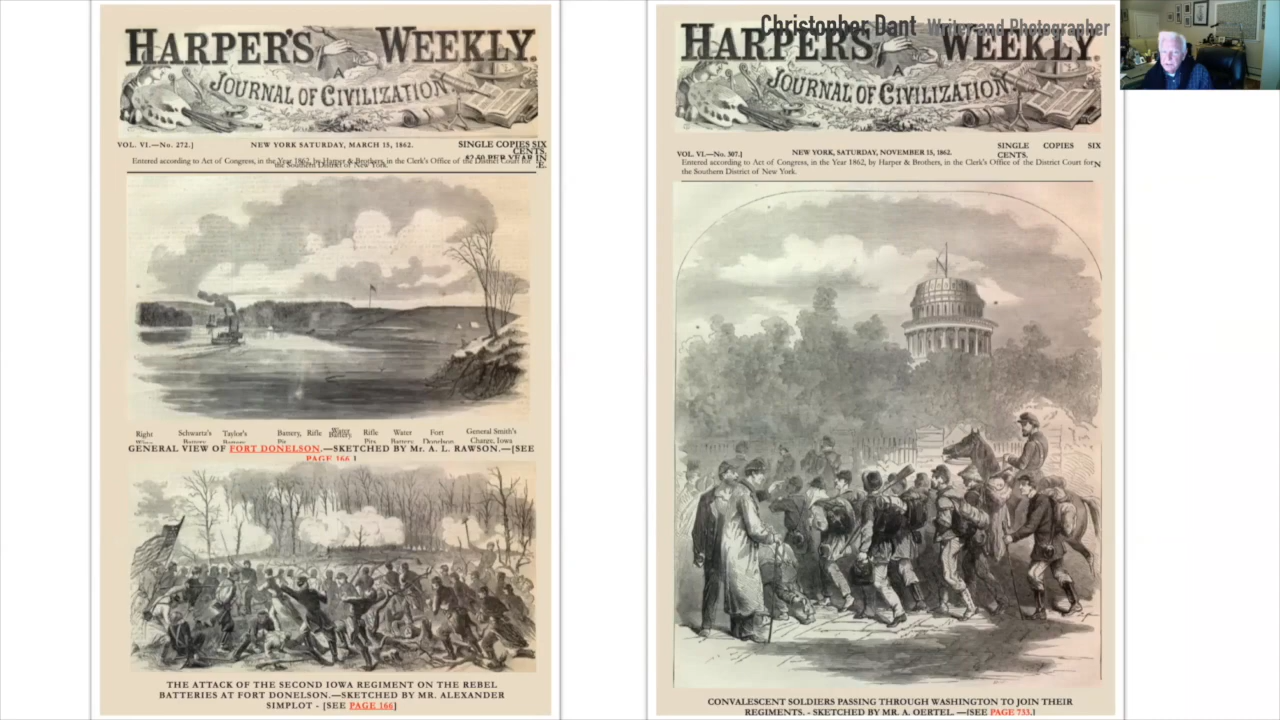 HARPER'S WEEKLY.
A
JOURNAL OF CIVILIZATION
VOL. VI.—No. 272.]
NEW YORK SATURDAY, MARCH 15, 1862.
SINGLE COPIES SIX
CENTS.
$2.50 PER YEAR IN
Entered according to Act of Congress, in the Year 1862, by Harper & Brothers, in the Clerk's Office of the District Court for
the Southern District of New York.
Right
Schwartz's
Taylor's
Battery, Rifle
Water
Battery
Rifle
Water
Fort
General Smith's
Pits
Battery
Donelson
Charge, Iowa
GENERAL VIEW OF FORT DONELSON.—SKETCHED BY Mr. A. L. RAWSON.—[SEE
PAGE 166.]
THE ATTACK OF THE SECOND IOWA REGIMENT ON THE REBEL
BATTERIES AT FORT DONELSON.—SKETCHED BY MR. ALEXANDER
SIMPLOT - [SEE PAGE 166]
Christopher Dant Writer and Photographer
HARPER'S WEEKLY.
A
JOURNAL OF CIVILIZATION
VOL. VI.—No. 307.]
NEW YORK, SATURDAY, NOVEMBER 15, 1862.
SINGLE COPIES SIX
CENTS.
Entered according to Act of Congress, in the Year 1862, by Harper & Brothers, in the Clerk's Office of the District Court for
the Southern District of New York.
CONVALESCENT SOLDIERS PASSING THROUGH WASHINGTON TO JOIN THEIR
REGIMENTS. - SKETCHED BY MR. A. OERTEL. —[SEE PAGE 733.]